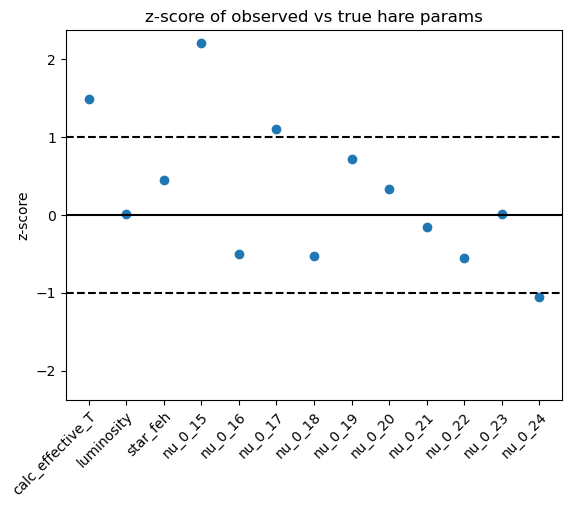 z-score of observed vs true hare params
z-score
2
1
0
−1
−2
calc_effective_T
luminosity
star_feh
nu_0_15
nu_0_16
nu_0_17
nu_0_18
nu_0_19
nu_0_20
nu_0_21
nu_0_22
nu_0_23
nu_0_24